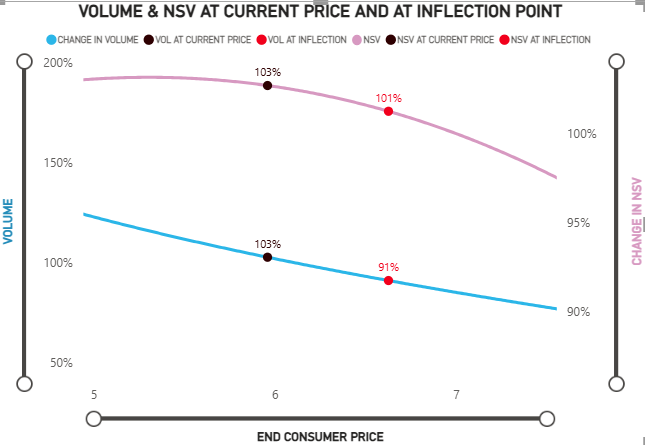 VOLUME & NSV AT CURRENT PRICE AND AT INFLECTION POINT
CHANGE IN VOLUME VOL AT CURRENT PRICE VOL AT INFLECTION NSV NSV AT CURRENT PRICE NSV AT INFLECTION
200%
103%
101%
100%
150%
VOLUME
CHANGE IN NSV
95%
103%
100%
91%
90%
50%
5 6 7
END CONSUMER PRICE